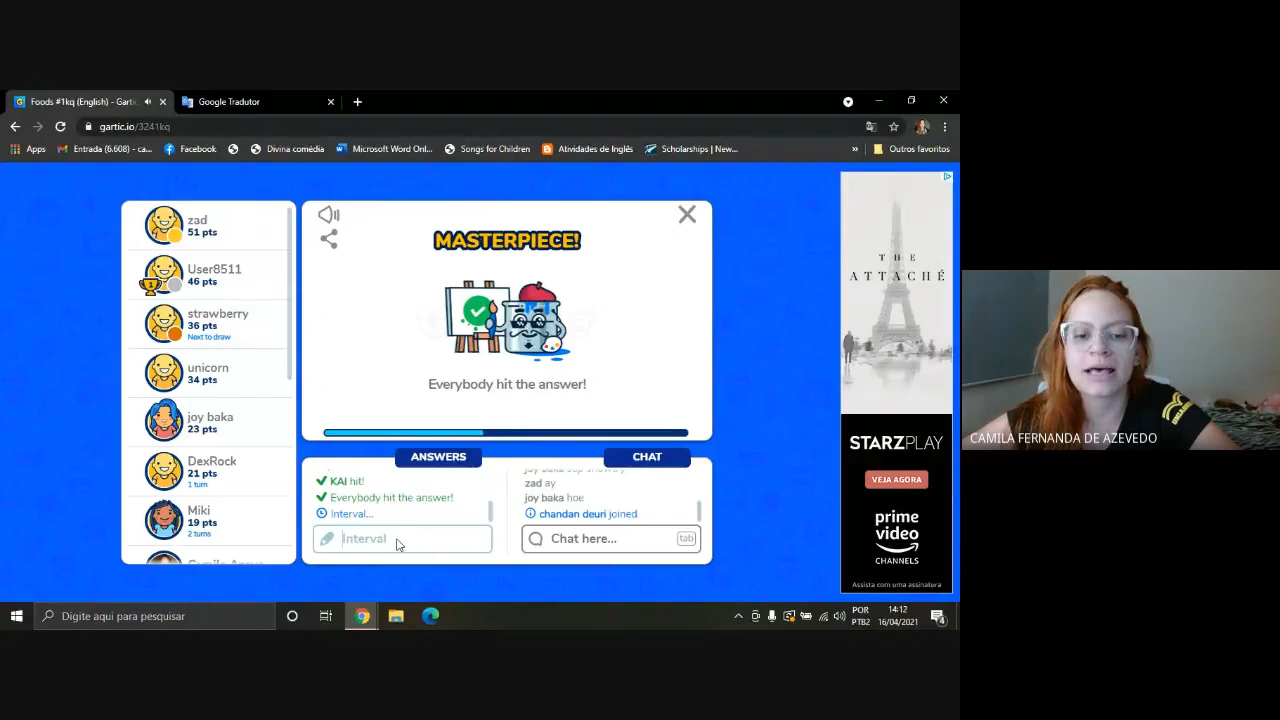 Foods #1kq (English) - Garti
Google Tradutor
gartic.io/3241kq
Apps
Entrada (6.608) - ca...
Facebook
Divina comédia
Microsoft Word Onl...
Songs for Children
Atividades de Inglês
Scholarships | New...
»
Outros favoritos
zad
51 pts
User8511
46 pts
1
strawberry
36 pts
Next to draw
unicorn
34 pts
joy baka
23 pts
DexRock
21 pts
1 turn
Miki
19 pts
2 turns
MASTERPIECE!
Everybody hit the answer!
ANSWERS
KAI hit!
Everybody hit the answer!
Interval...
Interval
CHAT
joy baka
zad ay
joy baka hoe
chandan deuri joined
Chat here...
tab
THE
ATTACHÉ
STARZPLAY
VEJA AGORA
prime
video
CHANNELS
Assista com uma assinatura
CAMILA FERNANDA DE AZEVEDO
Digite aqui para pesquisar
POR
PTB2
14:12
16/04/2021
4